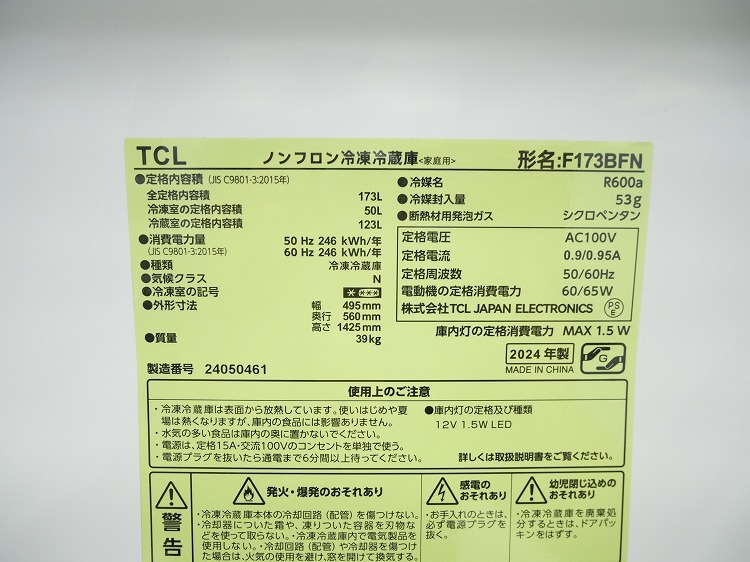 TCL ノンフロン冷凍冷蔵庫<家庭用> 形名:F173BFN
●定格内容積 (JIS C9801-3:2015年)
全定格内容積 173L
冷凍室の定格内容積 50L
冷蔵室の定格内容積 123L
●消費電力量 50 Hz 246 kWh/年
(JIS C9801-3:2015年) 60 Hz 246 kWh/年
●種類 冷凍冷蔵庫
●気候クラス N
●冷凍室の記号
●外形寸法 幅 495mm
奥行 560mm
高さ 1425mm
●質量 39kg
製造番号 24050461
●冷媒名 R600a
●冷媒封入量 53g
●断熱材用発泡ガス シクロペンタン
定格電圧 AC100V
定格電流 0.9/0.95A
定格周波数 50/60Hz
電動機の定格消費電力 60/65W
株式会社TCL JAPAN ELECTRONICS PSE
庫内灯の定格消費電力 MAX 1.5 W
2024 年製
MADE IN CHINA
G
使用上のご注意
・冷凍冷蔵庫は表面から放熱しています。使いはじめや夏
場は熱くなりますが、庫内の食品には影響ありません。
・水気の多い食品は庫内の奥に置かないでください。
・電源は、定格15A・交流100Vのコンセントを単独で使う。
・電源プラグを抜いたら通電まで6分間以上待ってください。
●庫内灯の定格及び種類
12V 1.5W LED
詳しくは取扱説明書をご覧ください。
警告
発火・爆発のおそれあり
・冷凍冷蔵庫本体の冷却回路(配管)を傷つけない。
・冷却器についた霜や、凍りついた容器を刃物な
どを使って取らない。・冷凍冷蔵庫内で電気製品を
使用しない。・冷却回路(配管)や冷却器を傷つけ
た場合は、火気の使用を避け、窓を開けて換気する。
感電の
おそれあり
・お手入れのときは、
必ず電源プラグを
抜く。
幼児閉じ込めの
おそれあり
・冷凍冷蔵庫を廃棄処
分するときは、ドアパッ
キンをはずす。